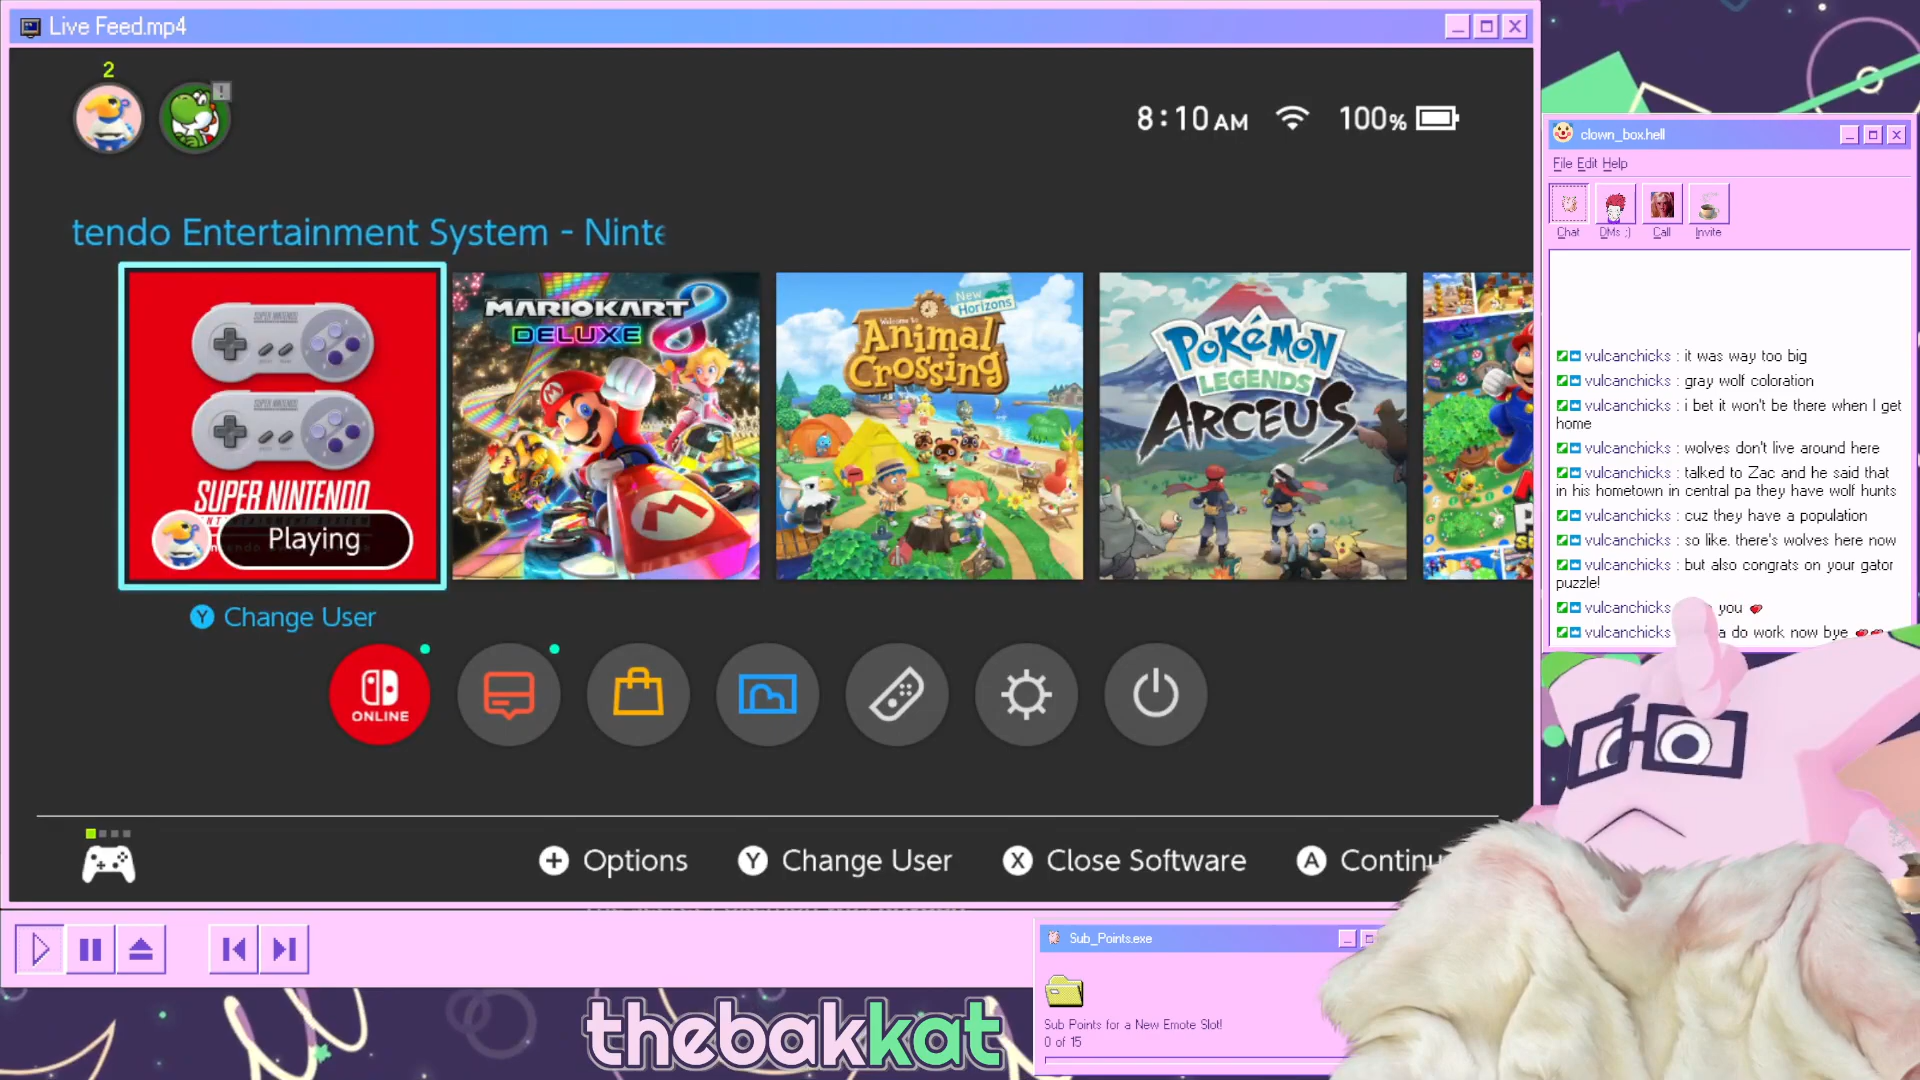 Live Feed.mp4
2
!
8:10 AM
100%
tendo Entertainment System - Ninte
SUPER NINTENDO
Playing
MARIOKART 8
DELUXE
Welcome to
Animal
Crossing
New
Horizons
POKÉMON
LEGENDS
ARCEUS
Y Change User
ONLINE
+ Options
Y Change User
X Close Software
A Continu
clown_box.hell
File Edit Help
Chat
DMs ;)
Call
Invite
vulcanchicks : it was way too big
vulcanchicks : gray wolf coloration
vulcanchicks : i bet it won't be there when I get
home
vulcanchicks : wolves don't live around here
vulcanchicks : talked to Zac and he said that
in his hometown in central pa they have wolf hunts
vulcanchicks : cuz they have a population
vulcanchicks : so like. there's wolves here now
vulcanchicks : but also congrats on your gator
puzzle!
vulcanchicks you
vulcanchicks a do work now bye
Sub_Points.exe
Sub Points for a New Emote Slot!
0 of 15
thebakkat